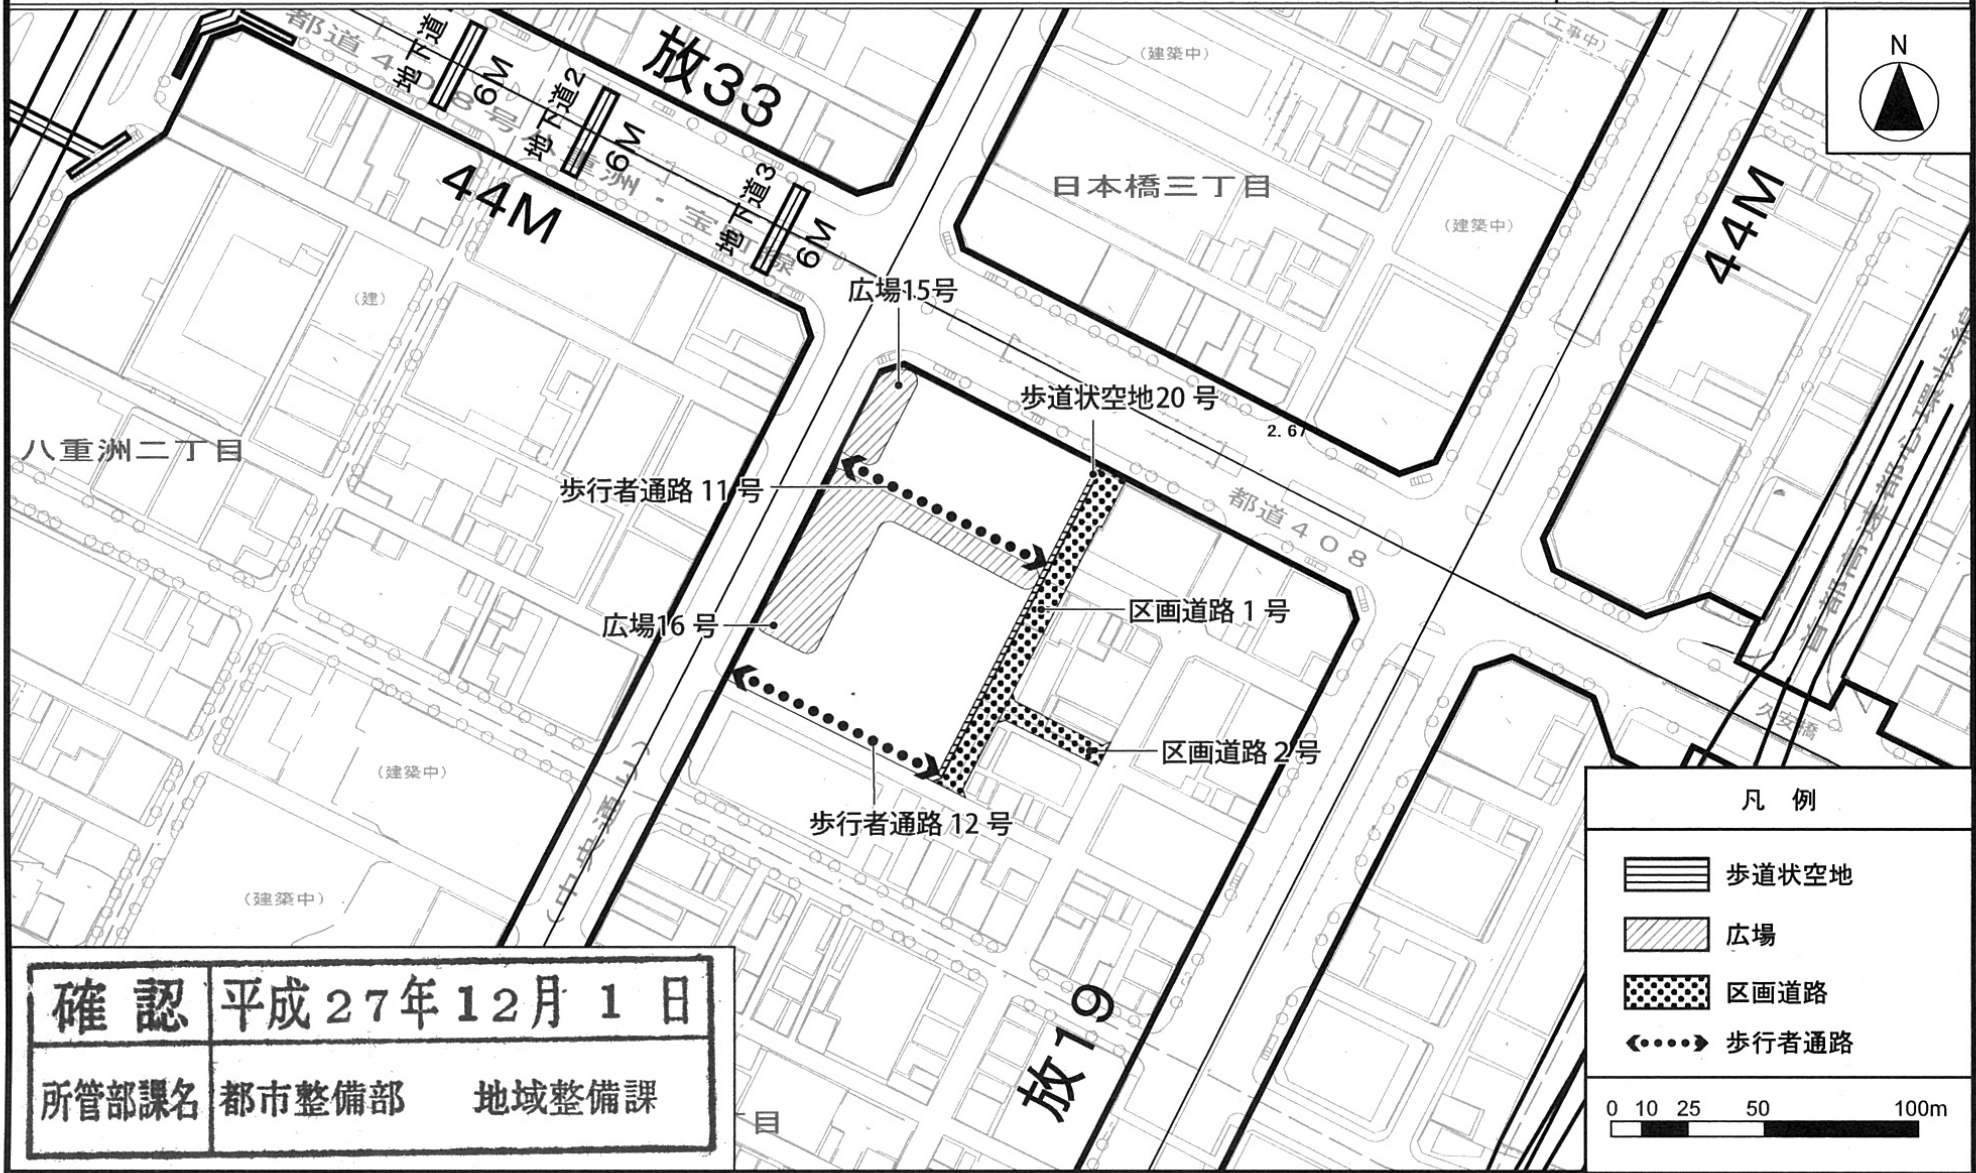 都道408号
八重洲・宝町線
地下道1
6M
地下道2
6M
地下道3
6M
放33
44M
(建築中)
(工事中)
N
日本橋三丁目
(建築中)
44M
(建)
広場15号
歩道状空地20 号
2.67
八重洲二丁目
歩行者通路 11 号
都道408
首都高速都心環状線
区画道路 1 号
広場16 号
久安橋
区画道路 2 号
(建築中)
(中央通り)
歩行者通路 12 号
(建築中)
放19
丁目
凡 例
歩道状空地
広場
区画道路
歩行者通路
0 10 25 50 100m
確 認 平成27年12月 1 日
所管部課名 都市整備部 地域整備課